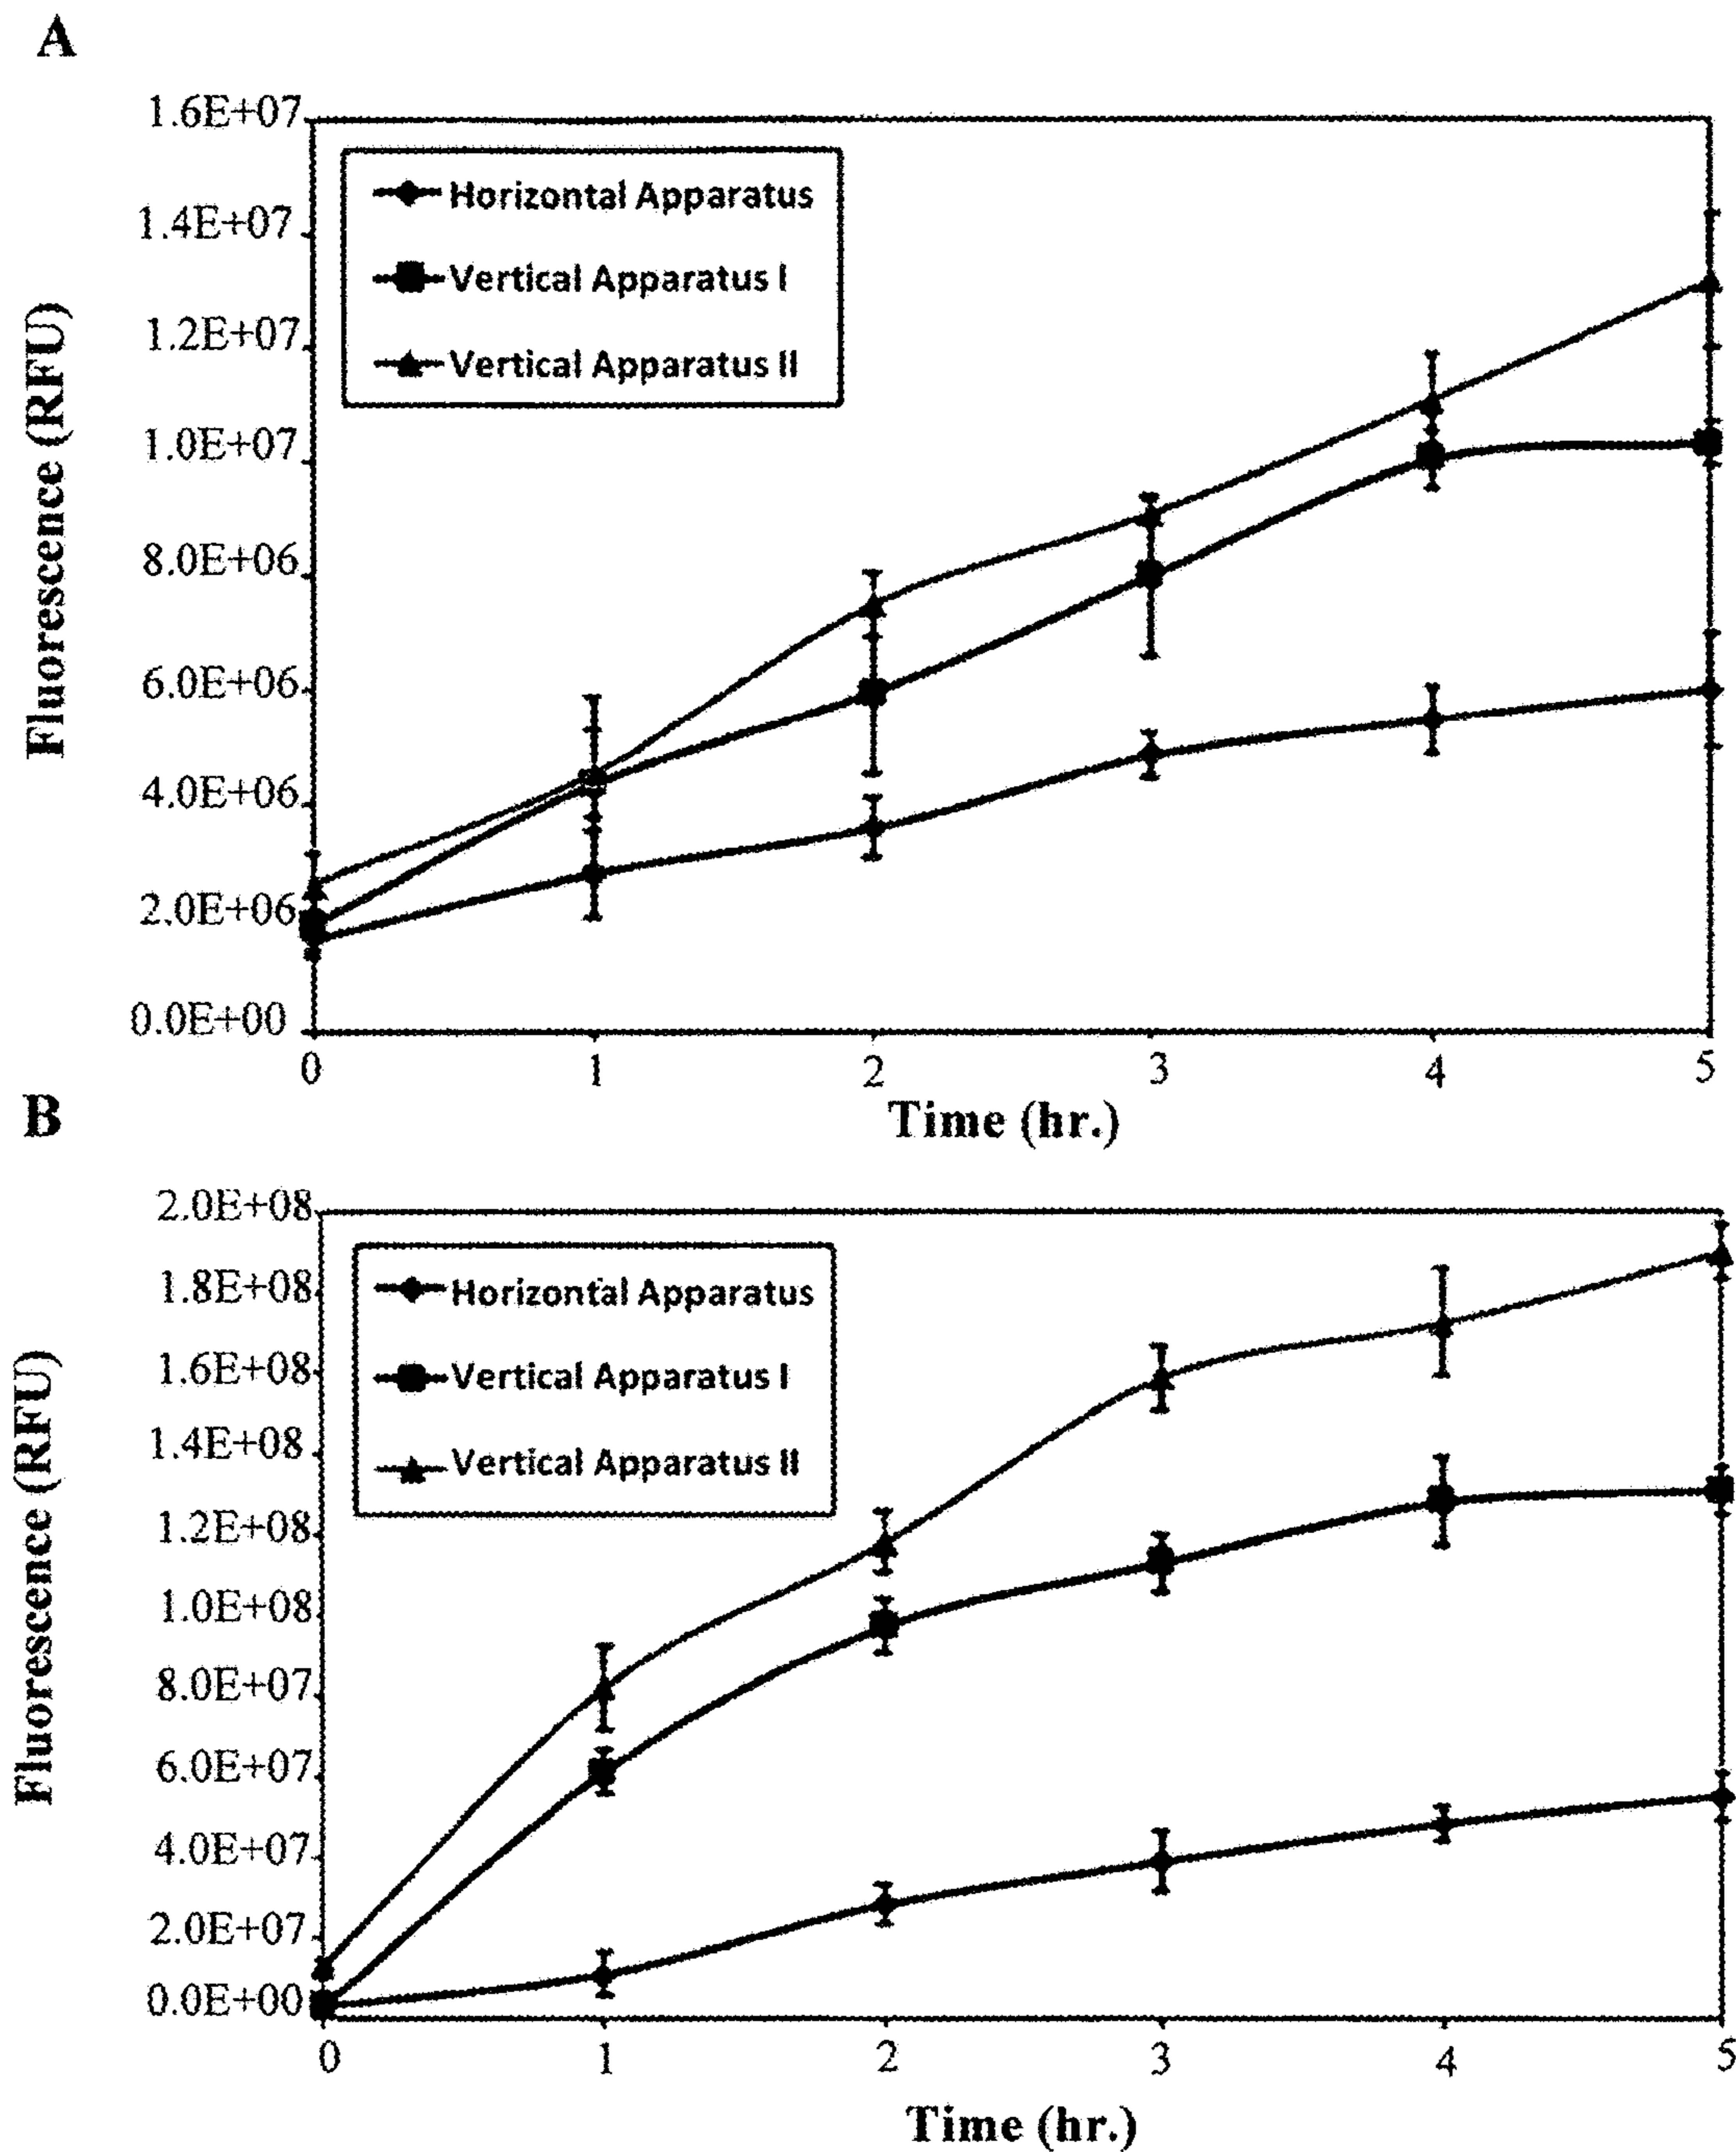 A
1.6E+07
1.4E+07
1.2E+07
1.0E+07
8.0E+06
6.0E+06
4.0E+06
2.0E+06
0.0E+00
Fluorescence (RFU)
Horizontal Apparatus
Vertical Apparatus I
Vertical Apparatus II
0 1 2 3 4 5
Time (hr.)
B
2.0E+08
1.8E+08
1.6E+08
1.4E+08
1.2E+08
1.0E+08
8.0E+07
6.0E+07
4.0E+07
2.0E+07
0.0E+00
Fluorescence (RFU)
Horizontal Apparatus
Vertical Apparatus I
Vertical Apparatus II
0 1 2 3 4 5
Time (hr.)